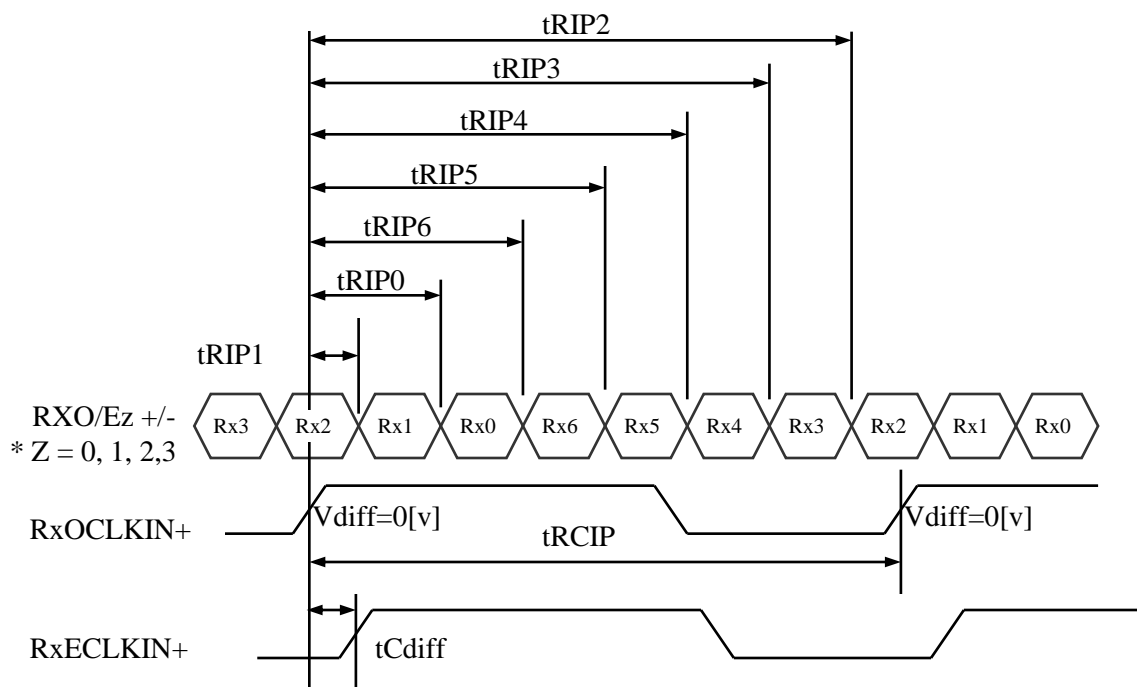 tRIP2
tRIP3
tRIP4
tRIP5
tRIP6
tRIP0
tRIP1
RXO/Ez +/-
* Z = 0, 1, 2,3
Rx3 Rx2 Rx1 Rx0 Rx6 Rx5 Rx4 Rx3 Rx2 Rx1 Rx0
RxOCLKIN+
Vdiff=0[v] Vdiff=0[v]
tRCIP
RxECLKIN+
tCdiff